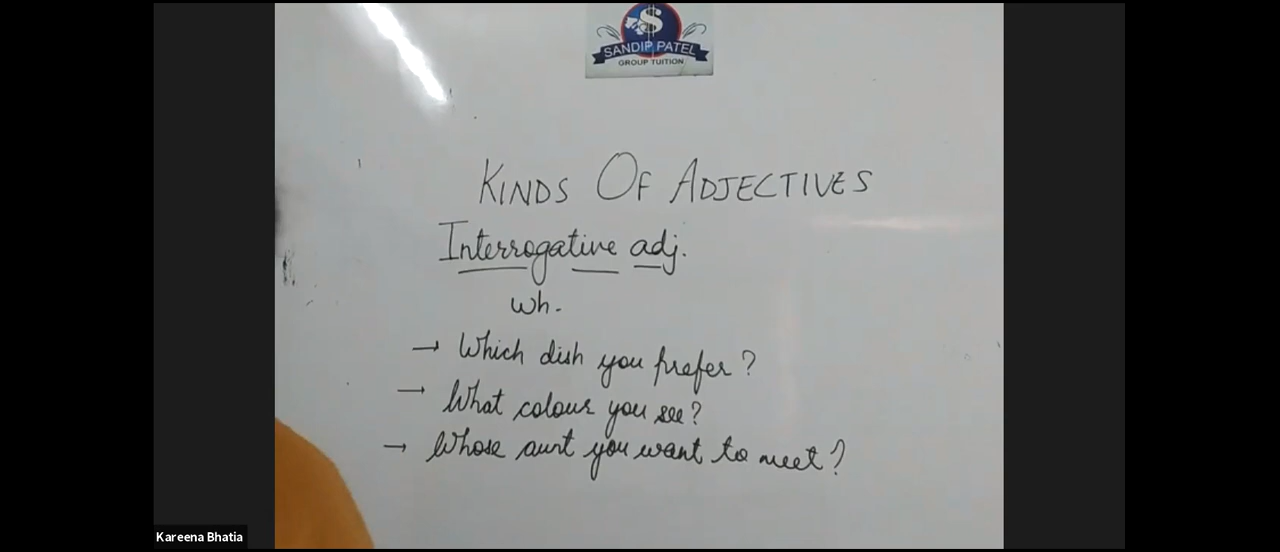 SANDIP PATEL
GROUP TUITION
KINDS OF ADJECTIVES
Interrogative adj.
Wh.
→ Which dish you prefer?
→ What colour you see?
→ Whose aunt you want to meet?
Kareena Bhatia